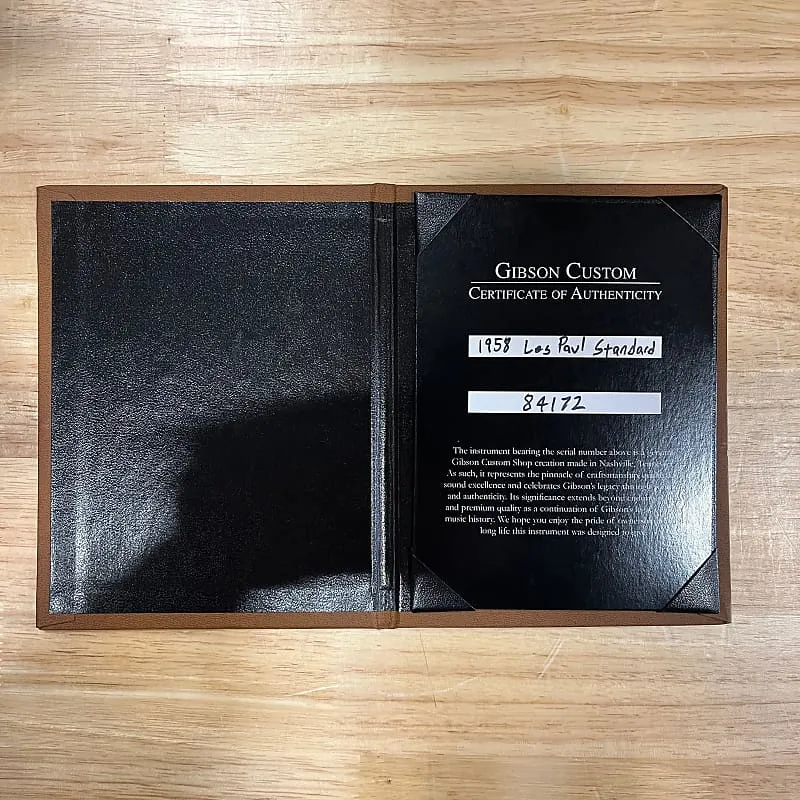 GIBSON CUSTOM
CERTIFICATE OF AUTHENTICITY
1958 Les Paul Standard
84172
The instrument bearing the serial number above is a
Gibson Custom Shop creation made in Nashville,
As such, it represents the pinnacle of craftsmanship,
sound excellence and celebrates Gibson's legacy
and authenticity. Its significance extends beyond
and premium quality as a continuation of Gibson's
music history. We hope you enjoy the pride of
long life this instrument was designed to